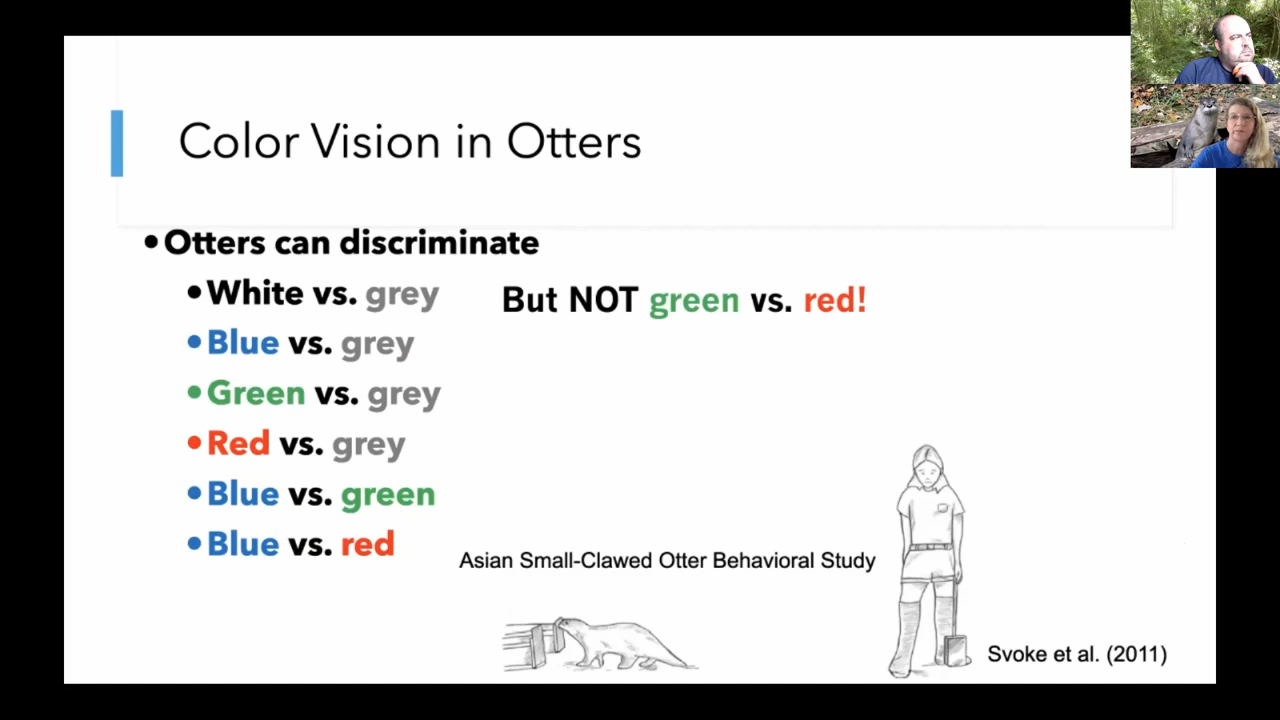 Color Vision in Otters
•Otters can discriminate
•White vs. grey
•Blue vs. grey
•Green vs. grey
•Red vs. grey
•Blue vs. green
•Blue vs. red
But NOT green vs. red!
Asian Small-Clawed Otter Behavioral Study
Svoke et al. (2011)